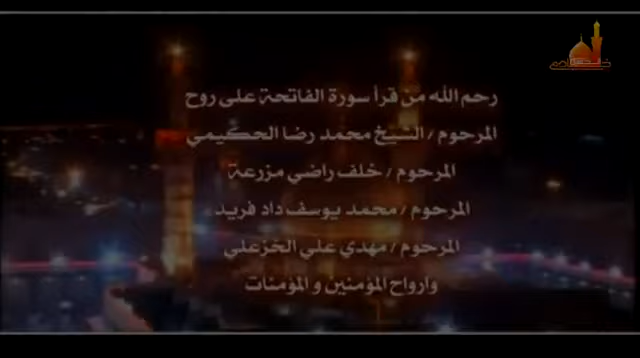 رحم الله من قرأ سورة الفاتحة على روح
المرحوم / الشيخ محمد رضا الحكيمي
المرحوم / خلف راضي مزرعة
المرحوم / محمد يوسف داد فريد
المرحوم / مهدي علي الخزعلي
وارواح المؤمنين و المؤمنات